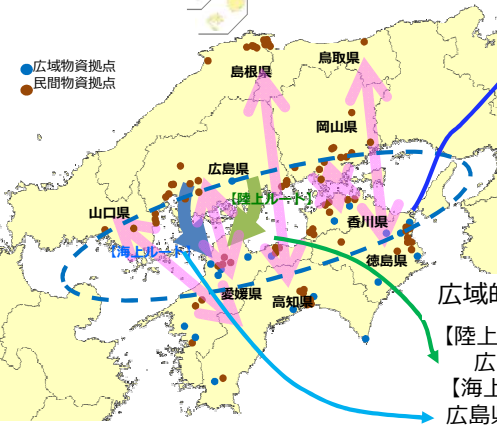 広域物資拠点
民間物資拠点
島根県
鳥取県
岡山県
広島県
【陸上ルート】
山口県
香川県
【海上ルート】
徳島県
愛媛県
高知県
広域的
【陸上
広
【海上
広島県